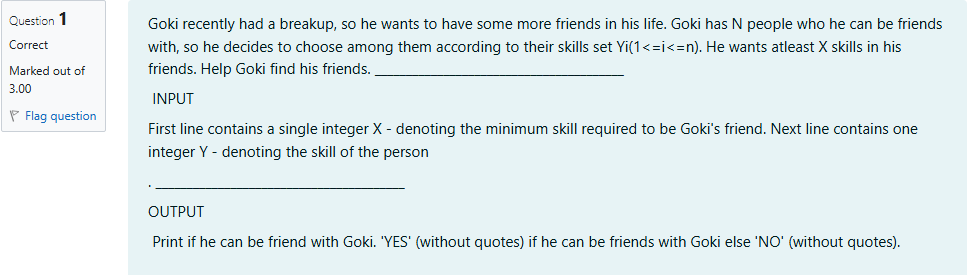 Question 1
Correct
Marked out of
3.00
Flag question
Goki recently had a breakup, so he wants to have some more friends in his life. Goki has N people who he can be friends
with, so he decides to choose among them according to their skills set Yi(1<=i<=n). He wants atleast X skills in his
friends. Help Goki find his friends. ___________________________________
INPUT
First line contains a single integer X - denoting the minimum skill required to be Goki's friend. Next line contains one
integer Y - denoting the skill of the person
. ___________________________________
OUTPUT
Print if he can be friend with Goki. 'YES' (without quotes) if he can be friends with Goki else 'NO' (without quotes).